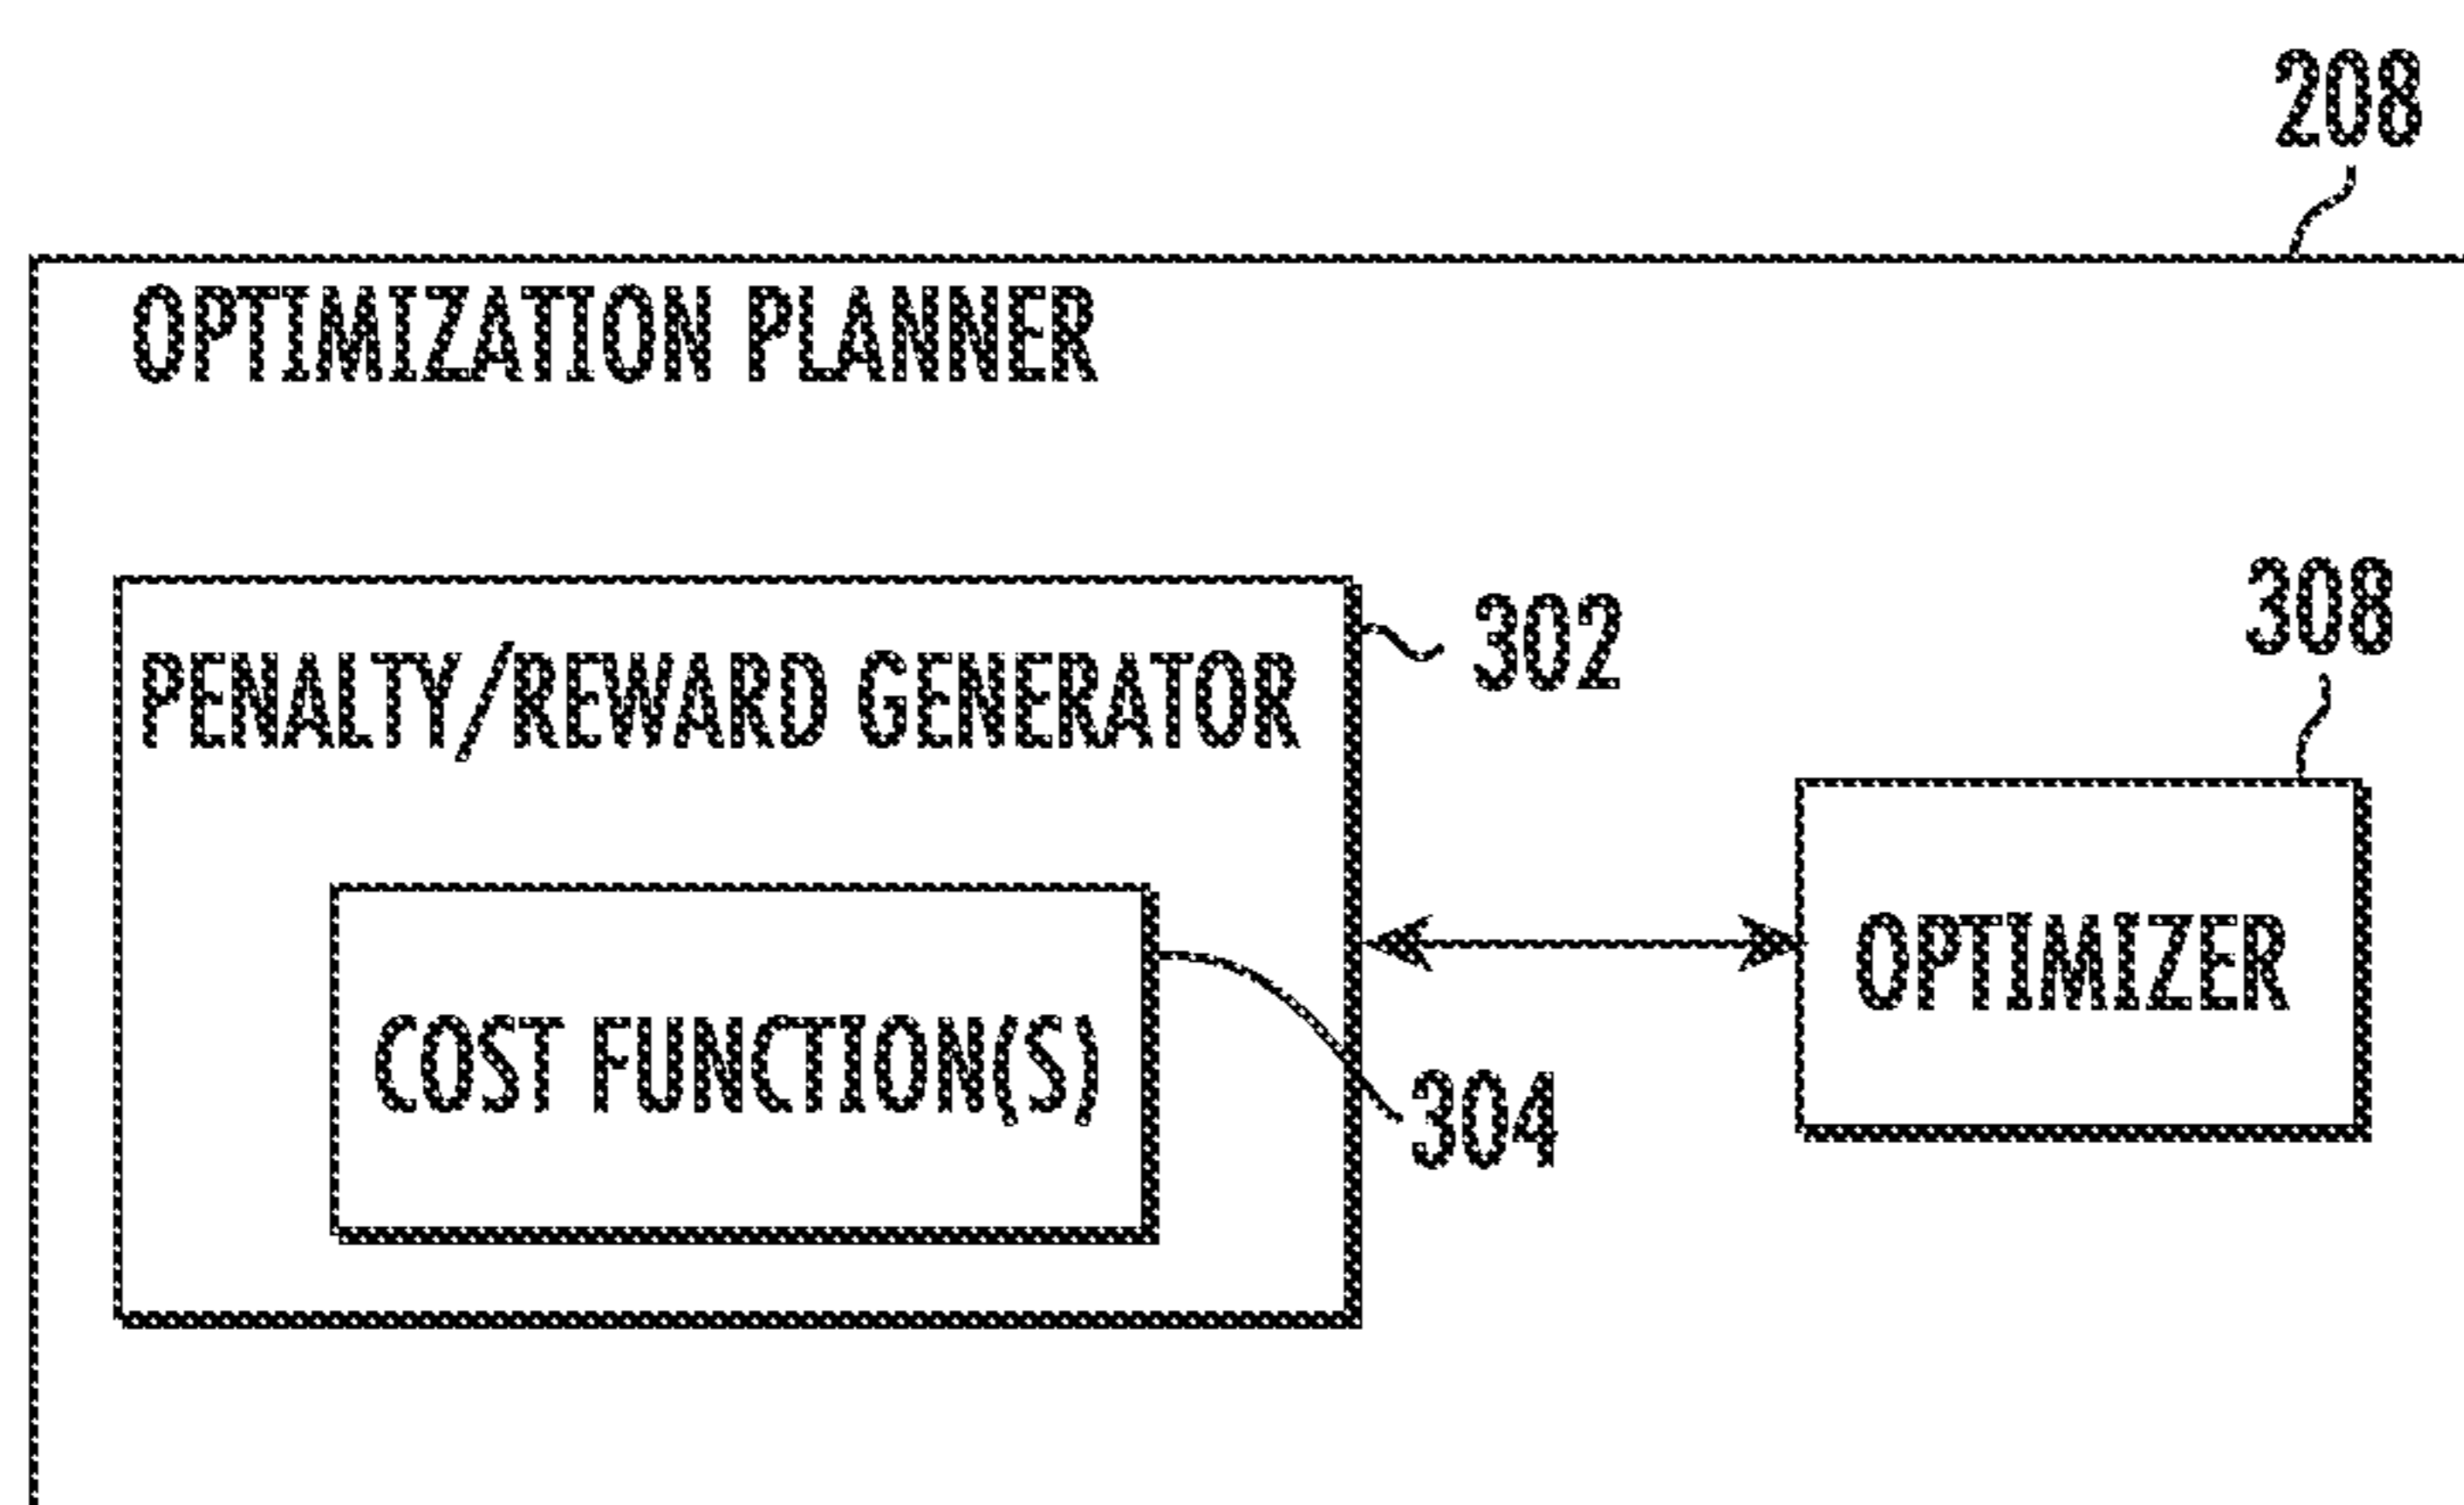 208
OPTIMIZATION PLANNER
302
308
PENALTY/REWARD GENERATOR
OPTIMIZER
COST FUNCTION(S)
304